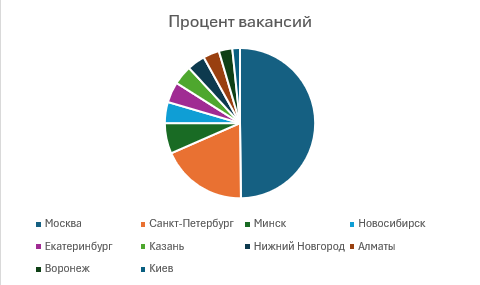 Процент вакансий
Москва Санкт-Петербург Минск Новосибирск
Екатеринбург Казань Нижний Новгород Алматы
Воронеж Киев